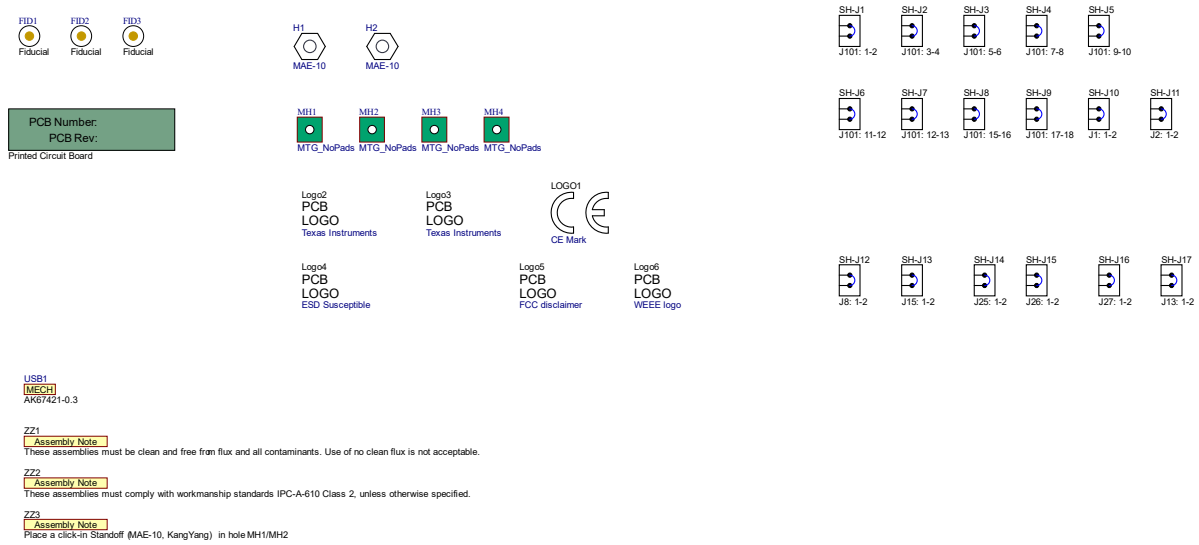 FID1 FID2 FID3
Fiducial Fiducial Fiducial
H1 H2
MAE-10 MAE-10
SH-J1 SH-J2 SH-J3 SH-J4 SH-J5
J101: 1-2 J101: 3-4 J101: 5-6 J101: 7-8 J101: 9-10
PCB Number:
PCB Rev:
Printed Circuit Board
MH1 MH2 MH3 MH4
MTG_NoPads MTG_NoPads MTG_NoPads MTG_NoPads
SH-J6 SH-J7 SH-J8 SH-J9 SH-J10 SH-J11
J101: 11-12 J101: 12-13 J101: 15-16 J101: 17-18 J1: 1-2 J2: 1-2
Logo2
PCB
LOGO
Texas Instruments
Logo3
PCB
LOGO
Texas Instruments
LOGO1
CE
CE Mark
Logo4
PCB
LOGO
ESD Susceptible
Logo5
PCB
LOGO
FCC disclaimer
Logo6
PCB
LOGO
WEEE logo
SH-J12 SH-J13 SH-J14 SH-J15 SH-J16 SH-J17
J8: 1-2 J15: 1-2 J25: 1-2 J26: 1-2 J27: 1-2 J13: 1-2
USB1
MECH
AK67421-0.3
ZZ1
Assembly Note
These assemblies must be clean and free from flux and all contaminants. Use of no clean flux is not acceptable.
ZZ2
Assembly Note
These assemblies must comply with workmanship standards IPC-A-610 Class 2, unless otherwise specified.
ZZ3
Assembly Note
Place a click-in Standoff (MAE-10, KangYang) in hole MH1/MH2